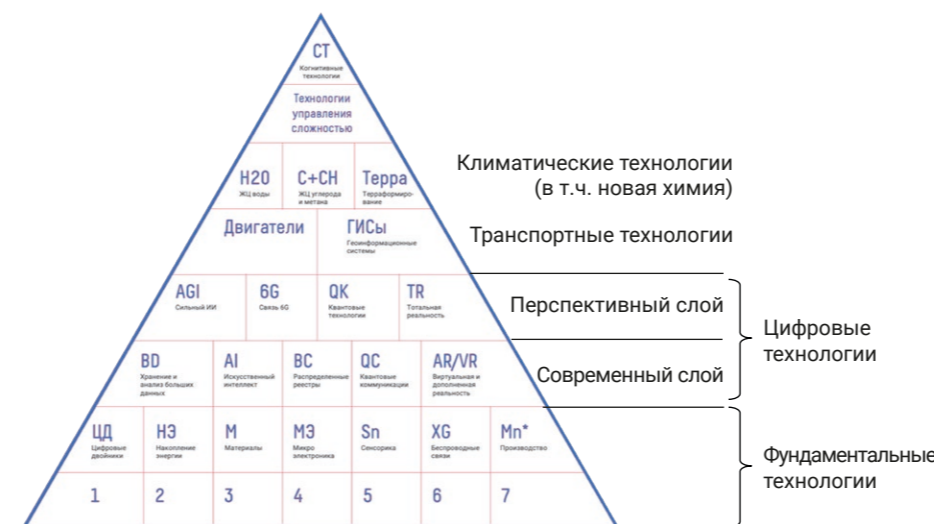 CT
Когнитивные
технологии
Технологии
управления
сложностью
H2O
ЖЦ воды
C+CH
ЖЦ углерода
и метана
Терра
Терраформиро-
вание
Климатические технологии
(в т.ч. новая химия)
Двигатели
ГИСы
Геоинформационные
системы
Транспортные технологии
AGI
Сильный ИИ
6G
Связь 6G
QK
Квантовые
технологии
TR
Тотальная
реальность
Перспективный слой
BD
Хранение и
анализ больших
данных
AI
Искусственный
интеллект
BC
Распределенные
реестры
QC
Квантовые
коммуникации
AR/VR
Виртуальная и
дополненная
реальность
Современный слой
Цифровые
технологии
ЦД
Цифровые
двойники
НЭ
Накопление
энергии
М
Материалы
МЭ
Микро
электроника
Sn
Сенсорика
XG
Беспроводные
связи
Mn*
Производство
1 2 3 4 5 6 7
Фундаментальные
технологии